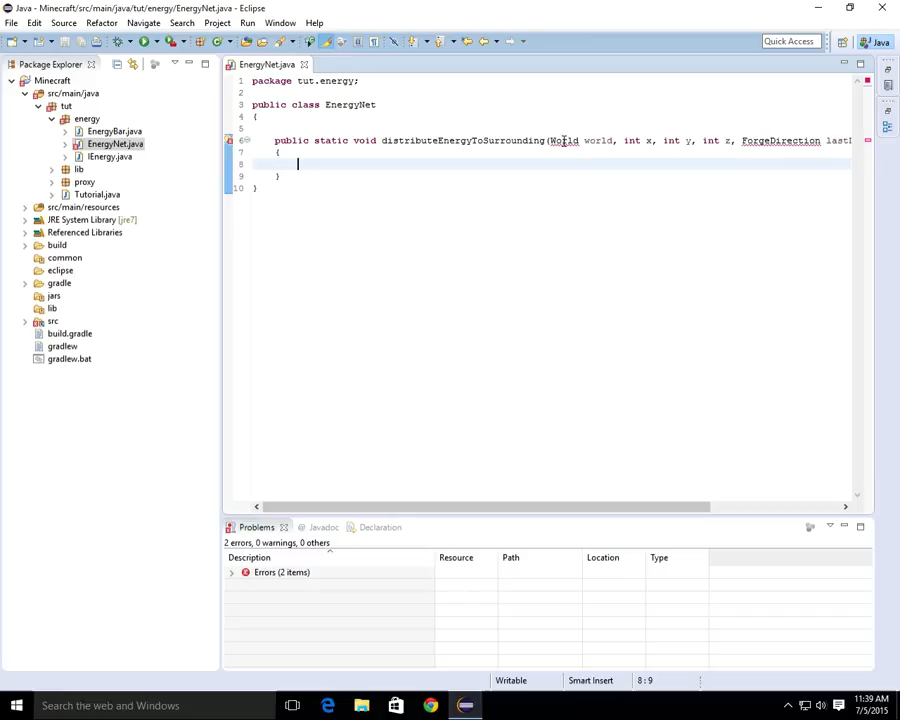 Java - Minecraft/src/main/java/tut/energy/EnergyNet.java - Eclipse
File Edit Source Refactor Navigate Search Project Run Window Help
Quick Access Java
Package Explorer
Minecraft
src/main/java
tut
energy
EnergyBar.java
EnergyNet.java
IEnergy.java
lib
proxy
Tutorial.java
src/main/resources
JRE System Library [jre7]
Referenced Libraries
build
common
eclipse
gradle
jars
lib
src
build.gradle
gradlew
gradlew.bat
EnergyNet.java
1 package tut.energy;
2
3 public class EnergyNet
4 {
5
6 public static void distributeEnergyToSurrounding(World world, int x, int y, int z, ForgeDirection lastD
7 {
8
9 }
10 }
Problems @ Javadoc Declaration
2 errors, 0 warnings, 0 others
Description Resource Path Location Type
Errors (2 items)
Writable Smart Insert 8 : 9
Search the web and Windows
11:39 AM
7/5/2015